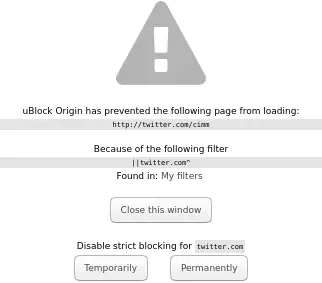 uBlock Origin has prevented the following page from loading:
http://twitter.com/cimm
Because of the following filter
||twitter.com^
Found in: My filters
Close this window
Disable strict blocking for twitter.com
Temporarily Permanently